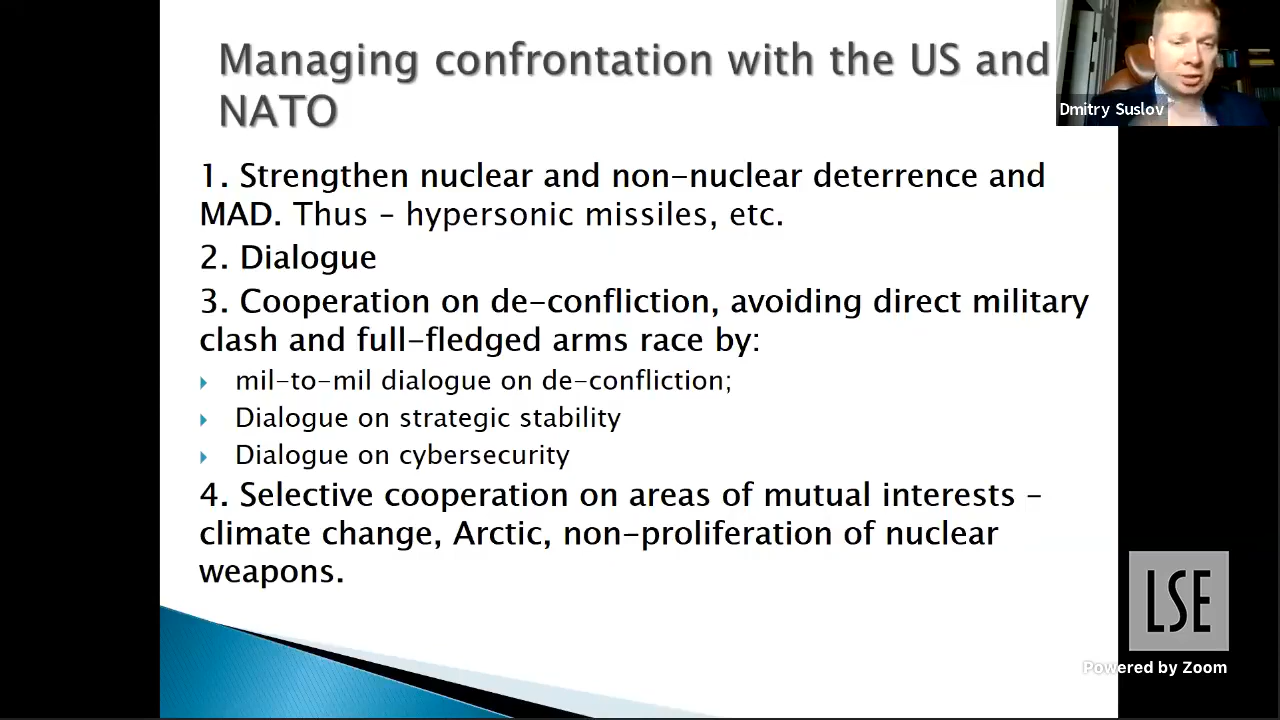 Managing confrontation with the US and
NATO
Dmitry Suslov
1. Strengthen nuclear and non-nuclear deterrence and
MAD. Thus – hypersonic missiles, etc.
2. Dialogue
3. Cooperation on de-confliction, avoiding direct military
clash and full-fledged arms race by:
mil-to-mil dialogue on de-confliction;
Dialogue on strategic stability
Dialogue on cybersecurity
4. Selective cooperation on areas of mutual interests –
climate change, Arctic, non-proliferation of nuclear
weapons.
LSE
Powered by Zoom